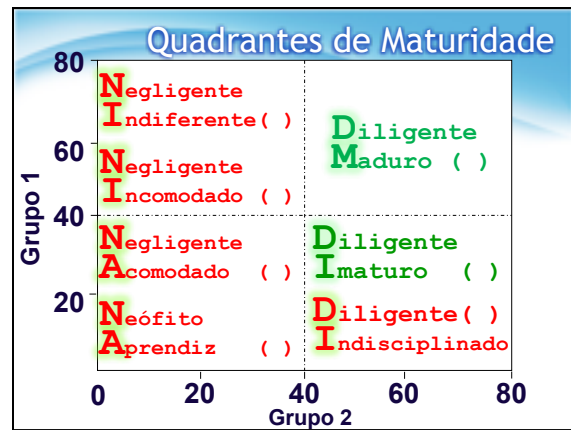 Quadrantes de Maturidade
80
Negligente
Indiferente( )
Diligente
Maduro ( )
60
Negligente
Incomodado ( )
Grupo 1
40
Negligente
Acomodado ( )
Diligente
Imaturo ( )
20
Neófito
Aprendiz ( )
Diligente( )
Indisciplinado
0 20 40 60 80
Grupo 2